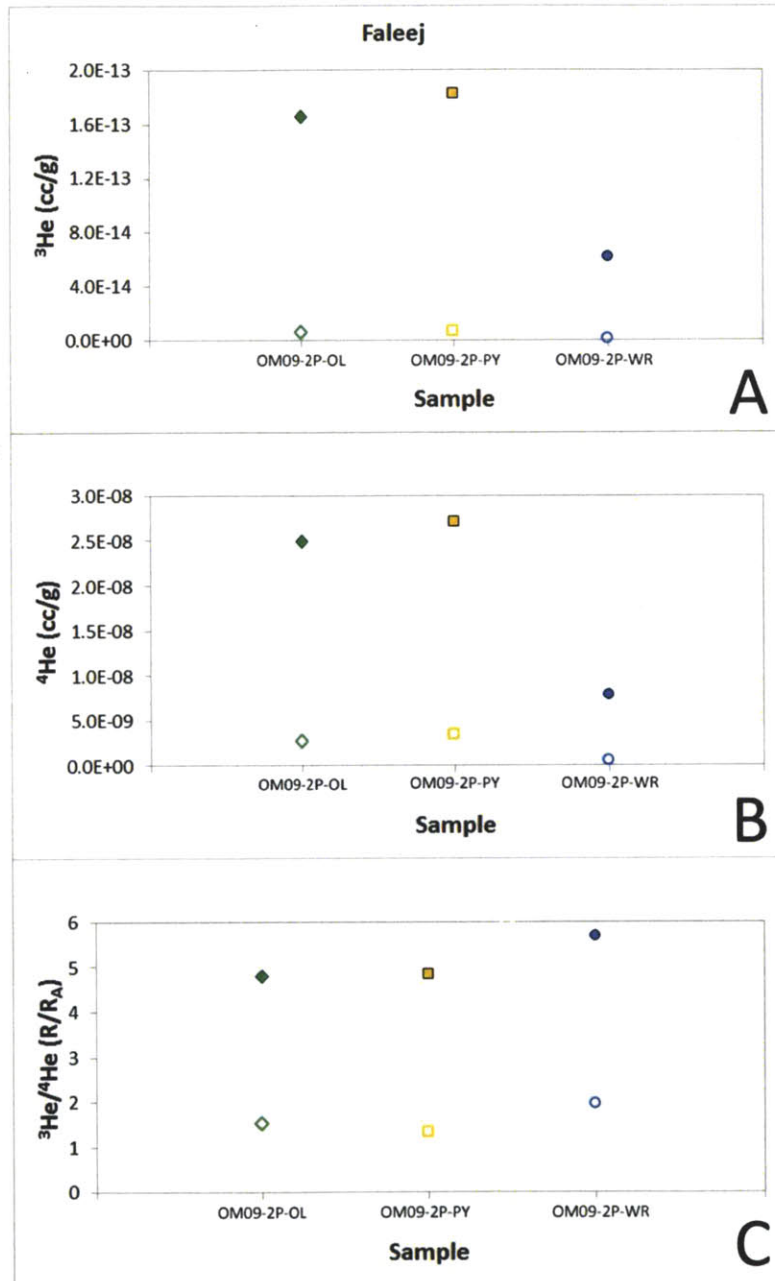 Faleej
³He (cc/g)
2.0E-13
1.6E-13
1.2E-13
8.0E-14
4.0E-14
0.0E+00
OM09-2P-OL OM09-2P-PY OM09-2P-WR
Sample
A
⁴He (cc/g)
3.0E-08
2.5E-08
2.0E-08
1.5E-08
1.0E-08
5.0E-09
0.0E+00
OM09-2P-OL OM09-2P-PY OM09-2P-WR
Sample
B
³He/⁴He (R/R_A)
6
5
4
3
2
1
0
OM09-2P-OL OM09-2P-PY OM09-2P-WR
Sample
C